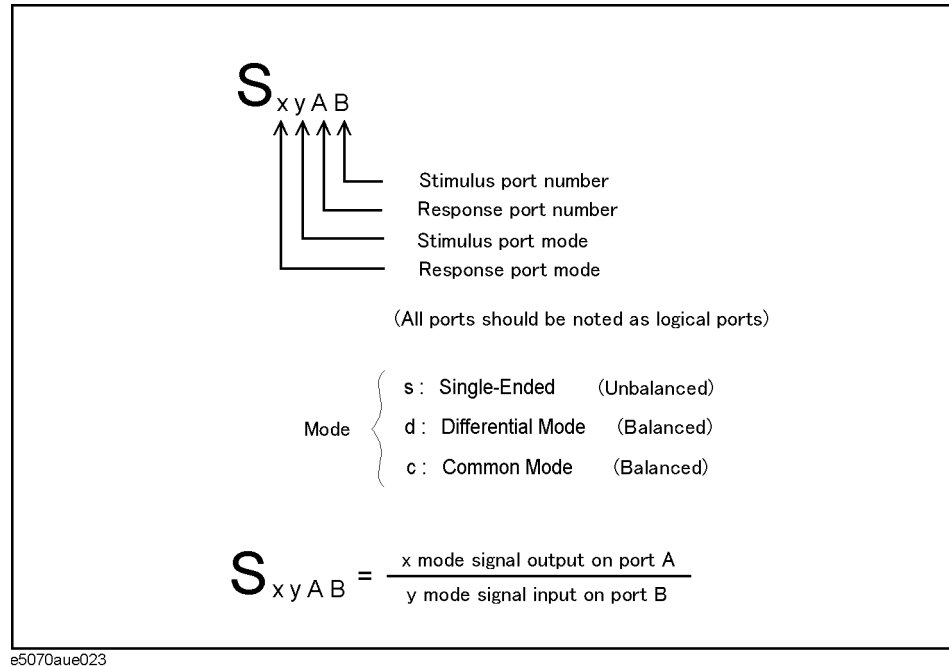 S x y A B
Stimulus port number
Response port number
Stimulus port mode
Response port mode
(All ports should be noted as logical ports)
s : Single-Ended (Unbalanced)
Mode d : Differential Mode (Balanced)
c : Common Mode (Balanced)
x mode signal output on port A
S x y A B =
y mode signal input on port B
e5070aue023